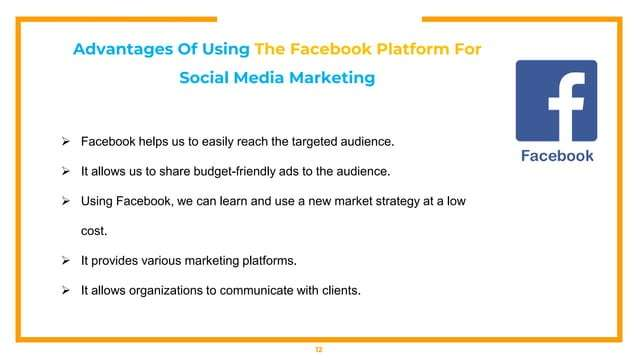 Advantages Of Using The Facebook Platform For
Social Media Marketing
Facebook
➢ Facebook helps us to easily reach the targeted audience.
➢ It allows us to share budget-friendly ads to the audience.
➢ Using Facebook, we can learn and use a new market strategy at a low
cost.
➢ It provides various marketing platforms.
➢ It allows organizations to communicate with clients.
12